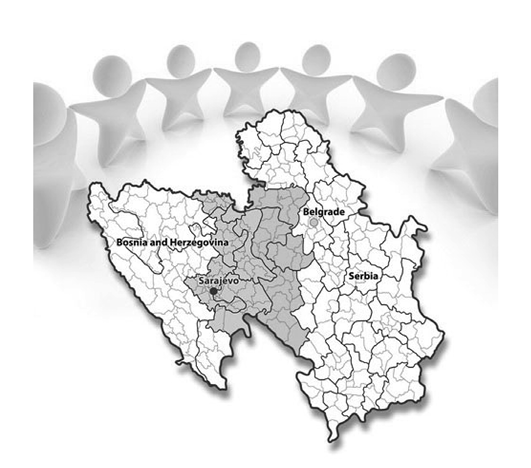 Belgrade
Bosnia and Herzegovina
Serbia
Sarajevo